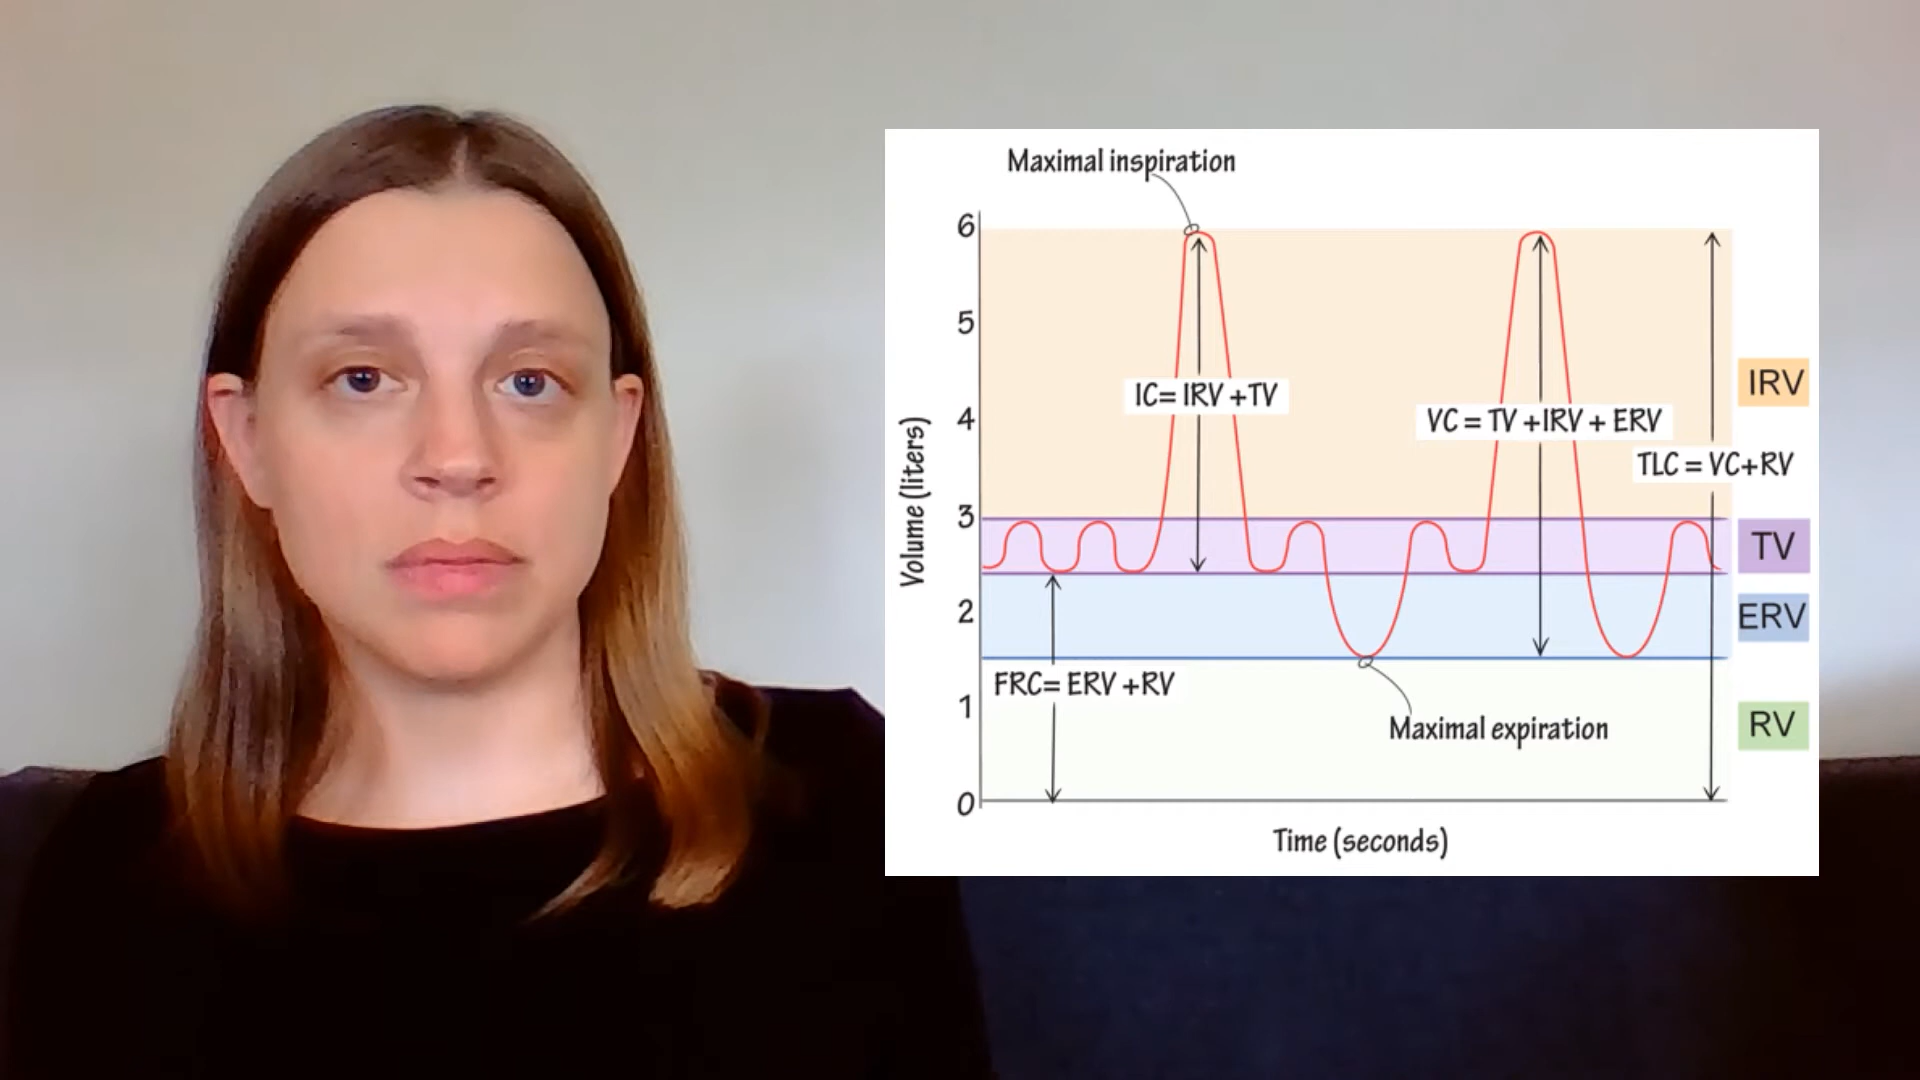 Maximal inspiration
6
5
4
3
2
1
0
Volume (liters)
IC= IRV +TV
VC = TV +IRV + ERV
TLC = VC+RV
FRC= ERV +RV
Maximal expiration
IRV
TV
ERV
RV
Time (seconds)